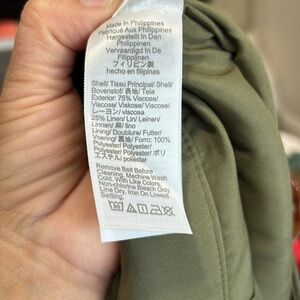 Made In Philippines
Fabriqué Aux Philippines
Hergestellt In Den
Philippinen
Vervaardigd In De
Filippijnen
フィリピン製
hecho en filipinas
Shell/ Tissu Principal/ Shell/
Bovenstof/ 表地/ Tela
Exterior: 75% Viscose/
Viscose/ Viskose/ Viscose/
レーヨン/ viscosa
25% Linen/ Lin/ Leinen/
Linnen/ 麻/ lino
Lining/ Doublure/ Futter/
Voering/ 裏地/ Forro: 100%
Polyester/ Polyester/
Polyester/ Polyester/ ポリ
エステル/ poliéster
Remove Belt Before
Cleaning, Machine Wash
Cold, With Like Colors,
Non-chlorine Bleach Only,
Line Dry, Iron On Lowest
Setting,